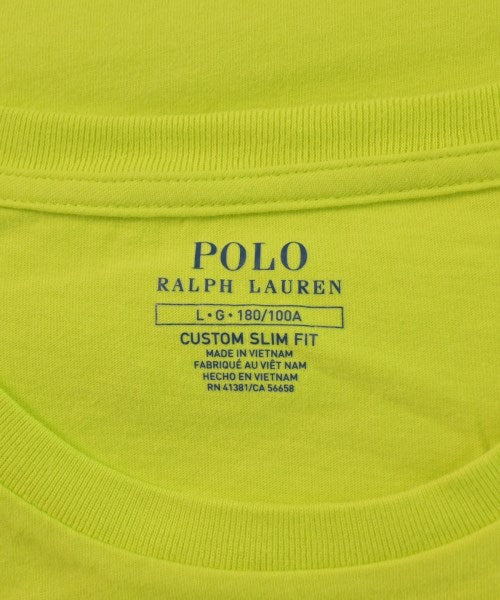 POLO
RALPH LAUREN
L•G•180/100A
CUSTOM SLIM FIT
MADE IN VIETNAM
FABRIQUÉ AU VIÊT NAM
HECHO EN VIETNAM
RN 41381/CA 56658